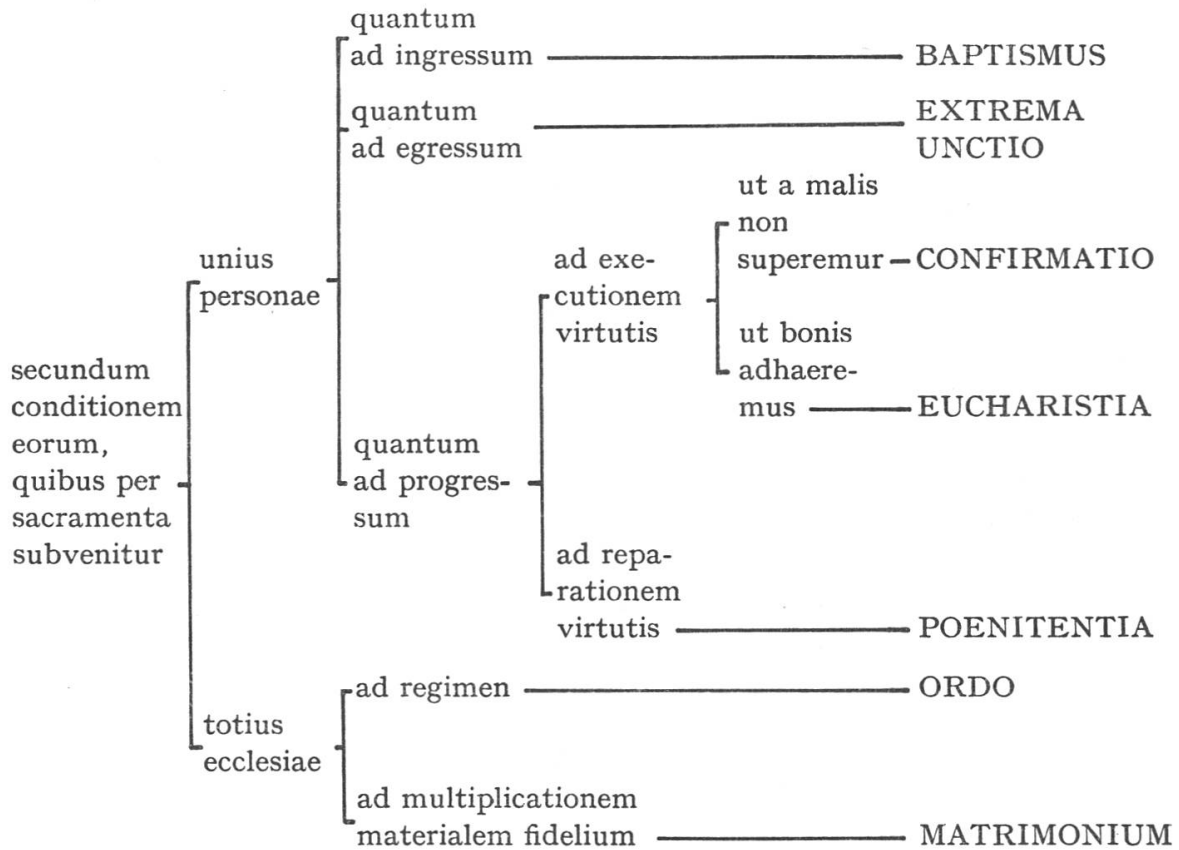 quantum
ad ingressum BAPTISMUS
quantum
ad egressum
EXTREMA
UNCTIO
ut a malis
non
superemur CONFIRMATIO
unius
personae
ad exe-
cutionem
virtutis
ut bonis
adhaere-
mus EUCHARISTIA
secundum
conditionem
eorum,
quibus per
sacramenta
subvenitur
quantum
ad progres-
sum
ad repa-
rationem
virtutis POENITENTIA
ad regimen ORDO
totius
ecclesiae
ad multiplicationem
materialem fidelium MATRIMONIUM